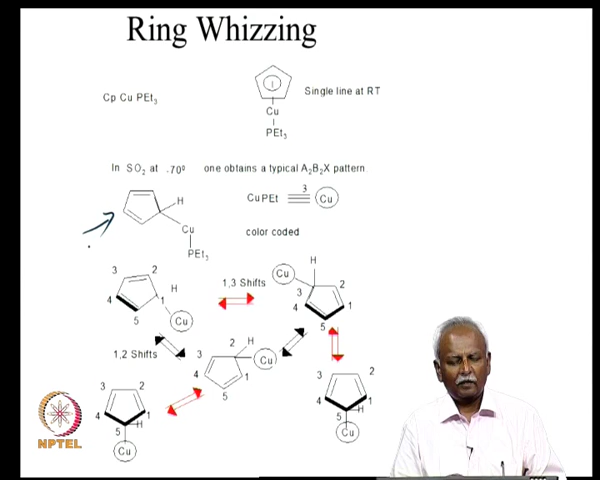 Ring Whizzing
Cp Cu PEt3
Cu
PEt3
Single line at RT
In SO2 at .70º one obtains a typical A2B2X pattern
H
Cu
PEt3
CuPEt 3 Cu
color coded
3 2 H
4 1
5 Cu
1,3 Shifts
H
Cu
3 2
4 1
5
1,2 Shifts
2 H
3 Cu
4 1
5
3 2
4 1
5 H
Cu
3 2
4 1
5 H
Cu
NPTEL